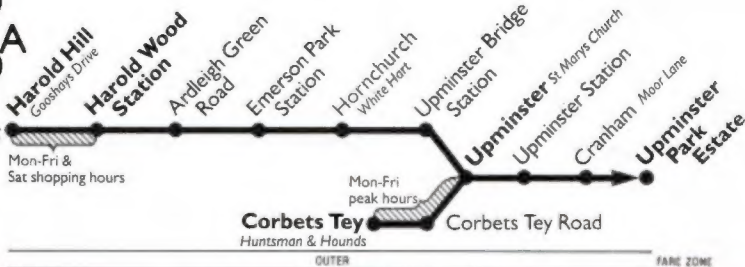 A
Harold Hill
Gooshays Drive
Harold Wood
Station
Ardleigh Green
Road
Emerson Park
Station
Hornchurch
White Hart
Upminster Bridge
Station
Upminster St Marys Church
Upminster Station
Cranham Moor Lane
Upminster
Park
Estate
Mon-Fri &
Sat shopping hours
Mon-Fri
peak hours
Corbets Tey
Huntsman & Hounds
Corbets Tey Road
OUTER
FARE ZONE